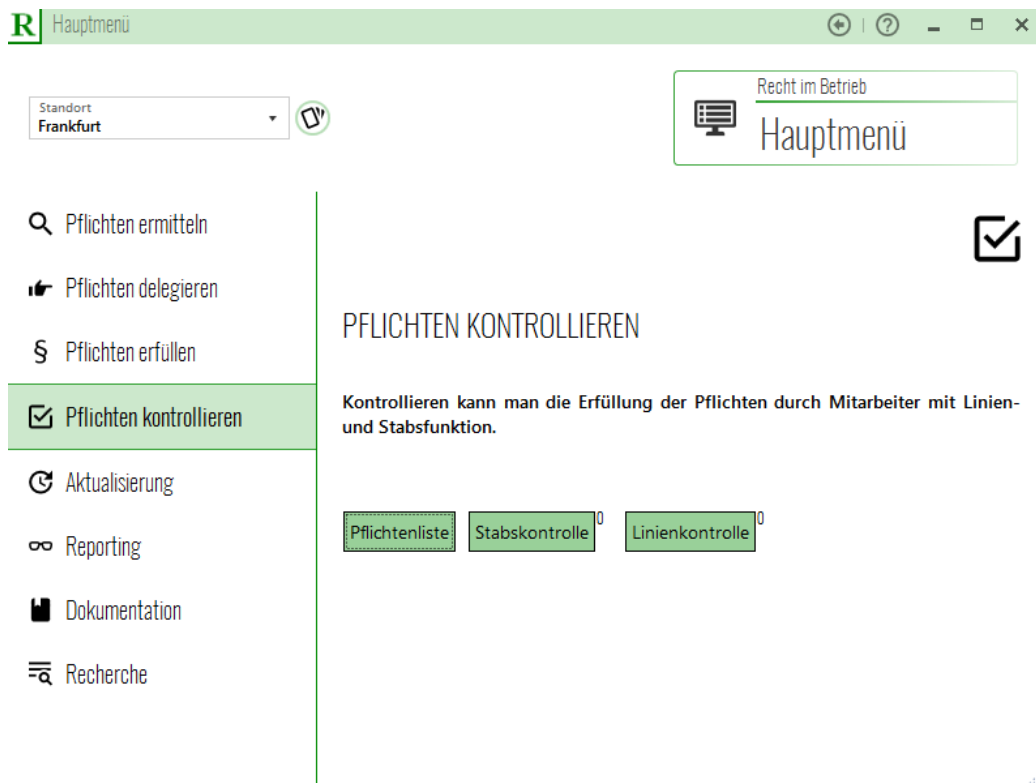 R Hauptmenü
Standort
Frankfurt
Recht im Betrieb
Hauptmenü
Pflichten ermitteln
Pflichten delegieren
§ Pflichten erfüllen
Pflichten kontrollieren
Aktualisierung
Reporting
Dokumentation
Recherche
PFLICHTEN KONTROLLIEREN
Kontrollieren kann man die Erfüllung der Pflichten durch Mitarbeiter mit Linien-
und Stabsfunktion.
Pflichtenliste Stabskontrolle 0 Linienkontrolle 0